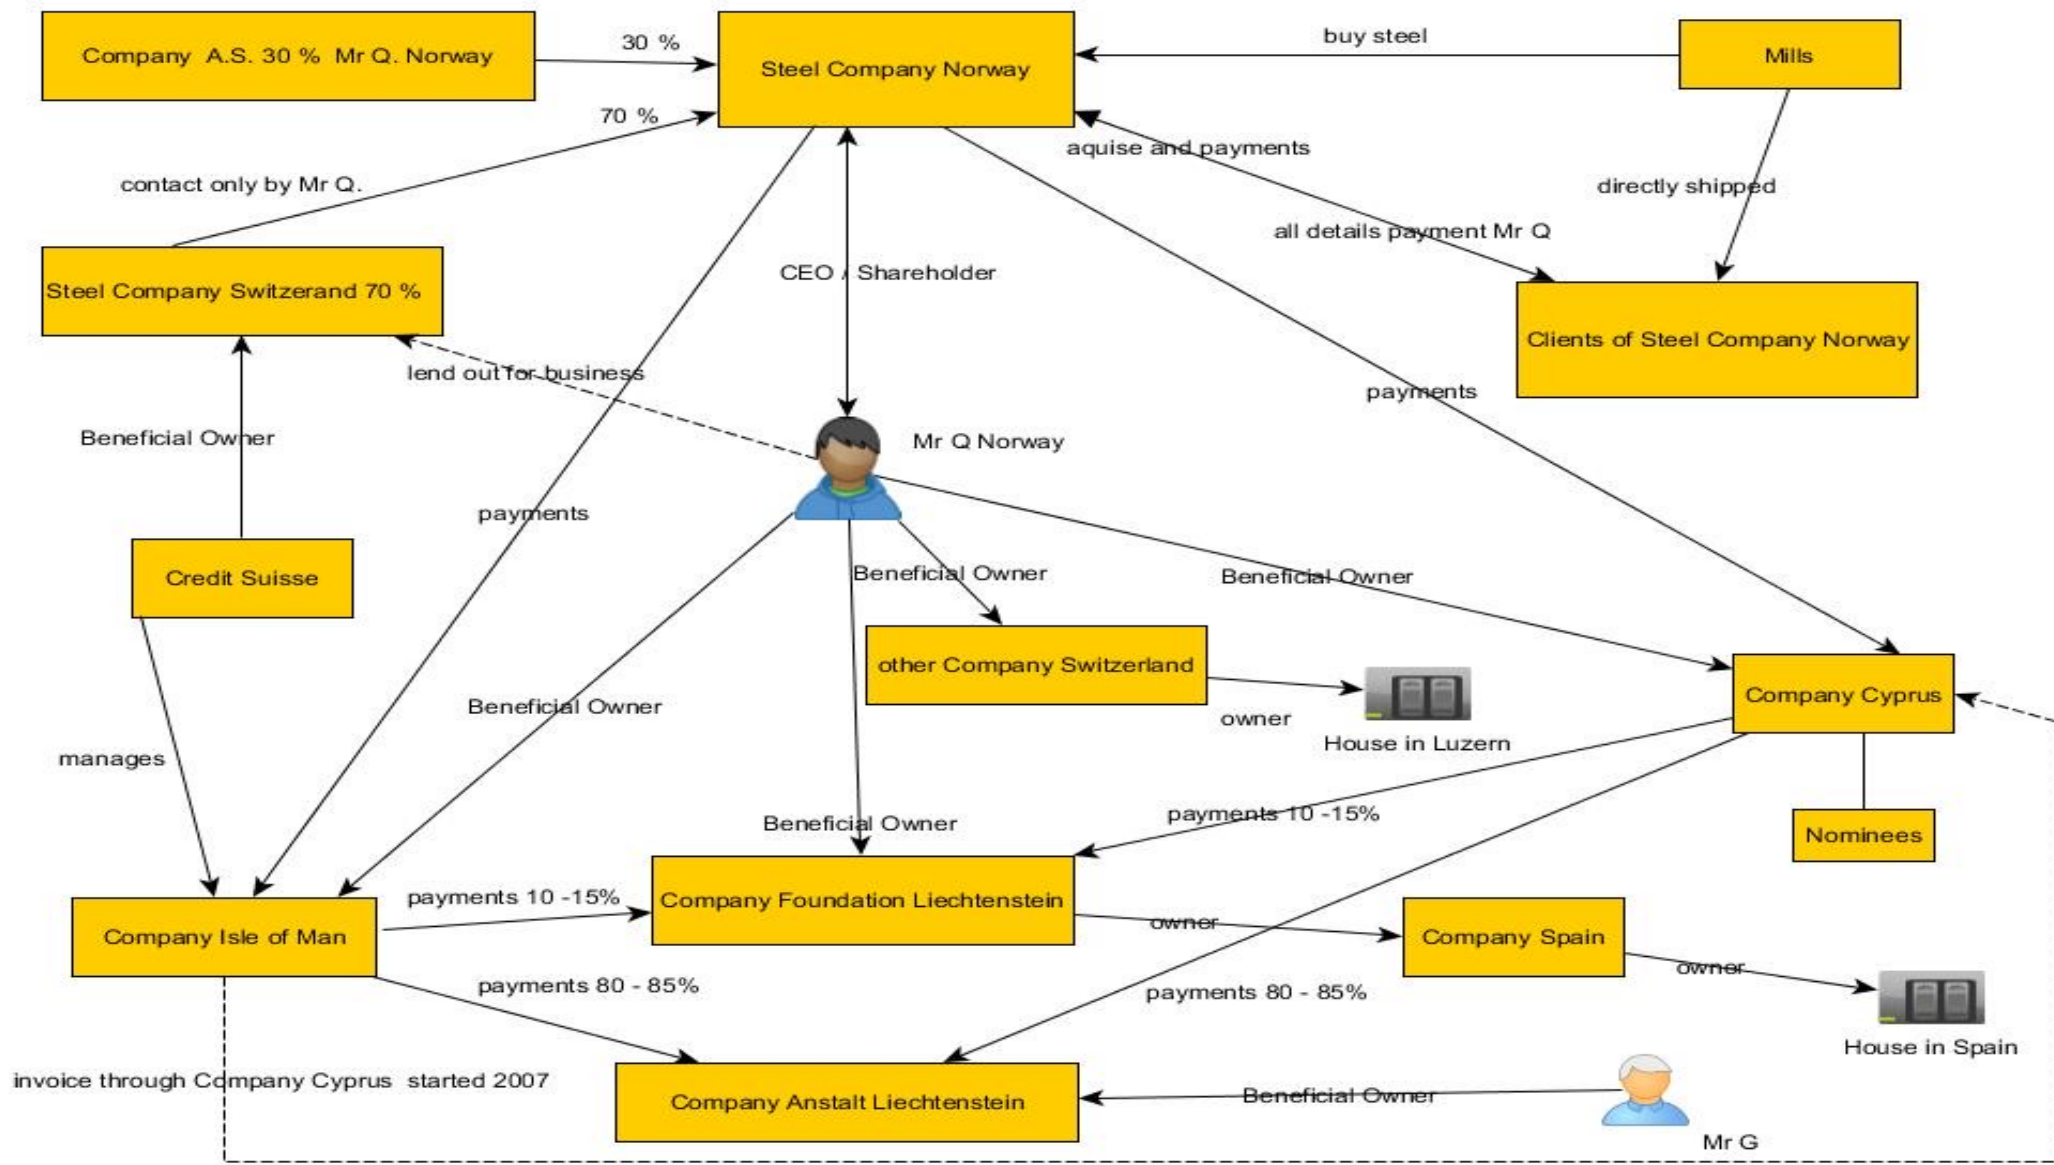 Company A.S. 30 % Mr Q. Norway
30 %
Steel Company Norway
buy steel
Mills
70 %
aquise and payments
contact only by Mr Q.
directly shipped
all details payment Mr Q
CEO / Shareholder
Steel Company Switzerand 70 %
Clients of Steel Company Norway
lend out for business
payments
Beneficial Owner
Mr Q Norway
payments
Credit Suisse
Beneficial Owner
Beneficial Owner
other Company Switzerland
Company Cyprus
Beneficial Owner
owner
House in Luzern
manages
payments 10 -15%
Beneficial Owner
Nominees
payments 10 -15%
Company Foundation Liechtenstein
owner
Company Spain
Company Isle of Man
owner
payments 80 - 85%
payments 80 - 85%
House in Spain
invoice through Company Cyprus started 2007
Company Anstalt Liechtenstein
Beneficial Owner
Mr G